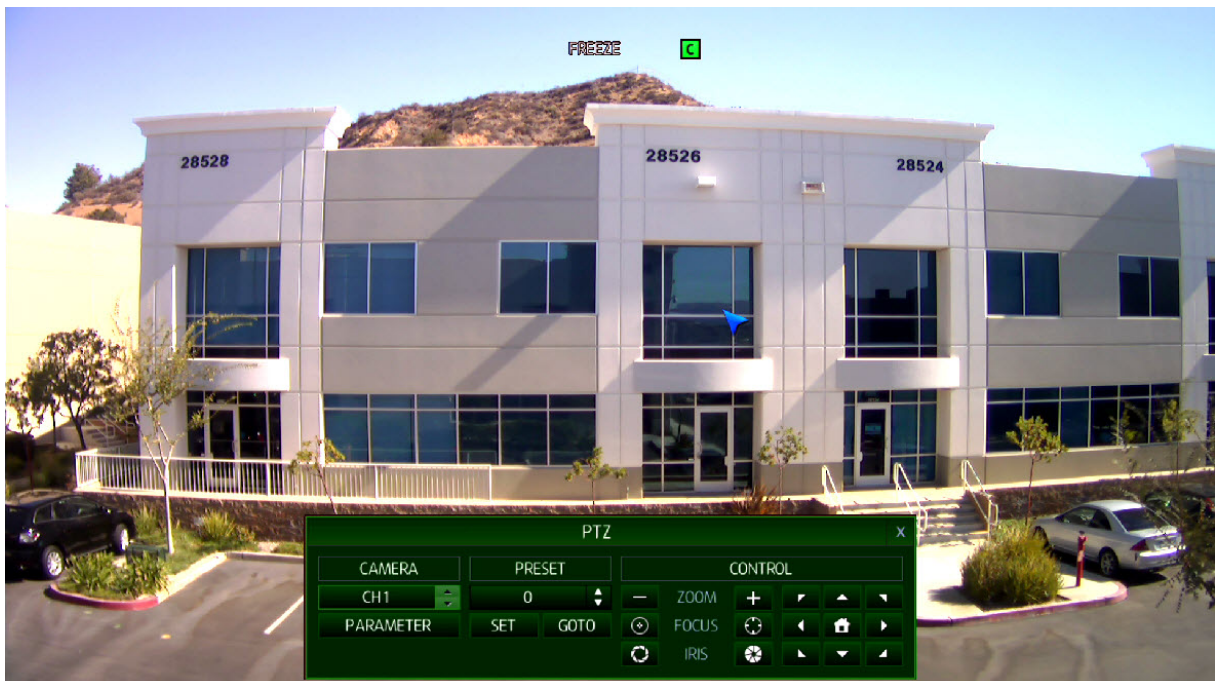 FREEZE C
28528
28526
28524
PTZ X
CAMERA PRESET CONTROL
CH1 0 ZOOM
PARAMETER SET GOTO FOCUS
IRIS